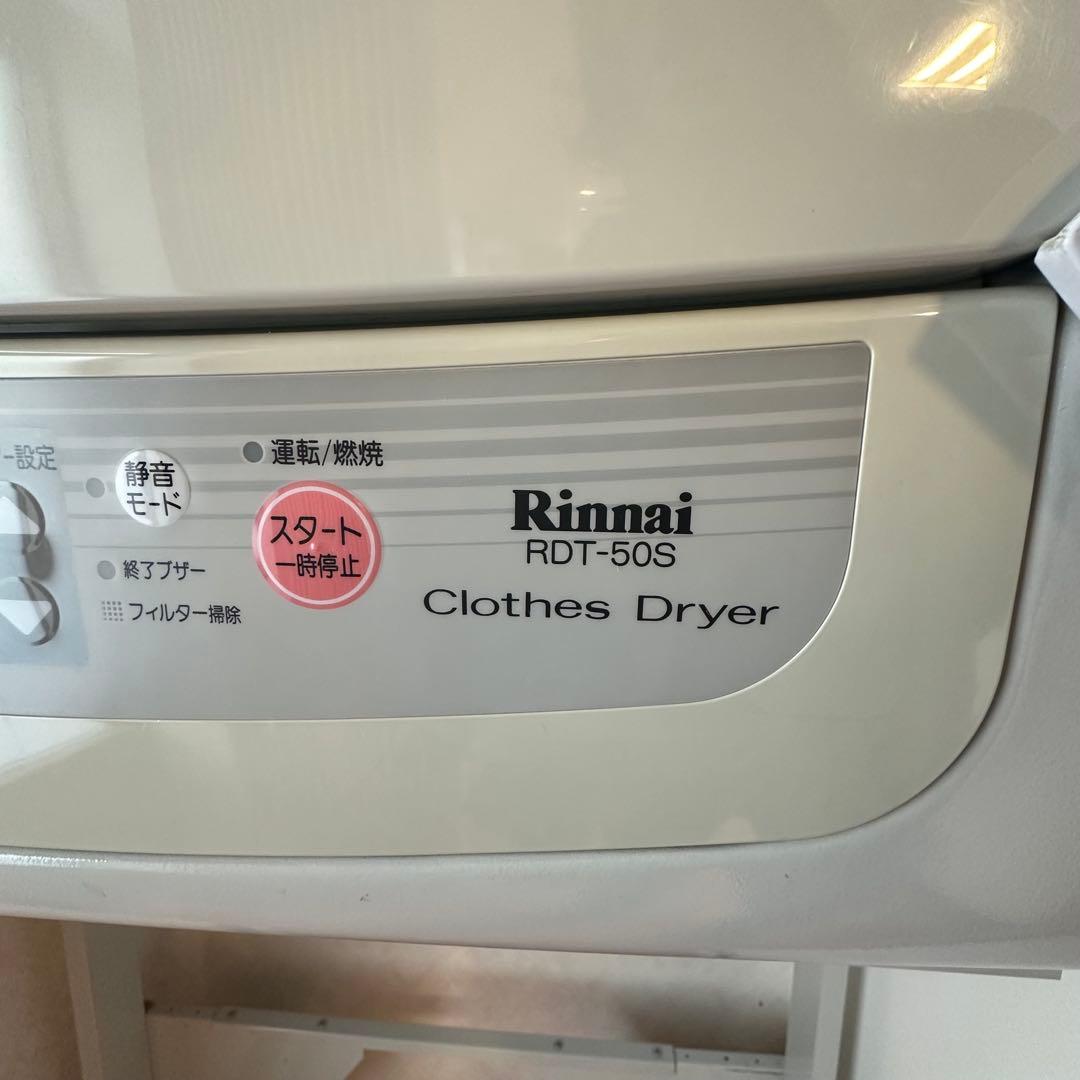 ー設定
静音
モード
運転/燃焼
スタート
一時停止
終了ブザー
フィルター掃除
Rinnai
RDT-50S
Clothes Dryer